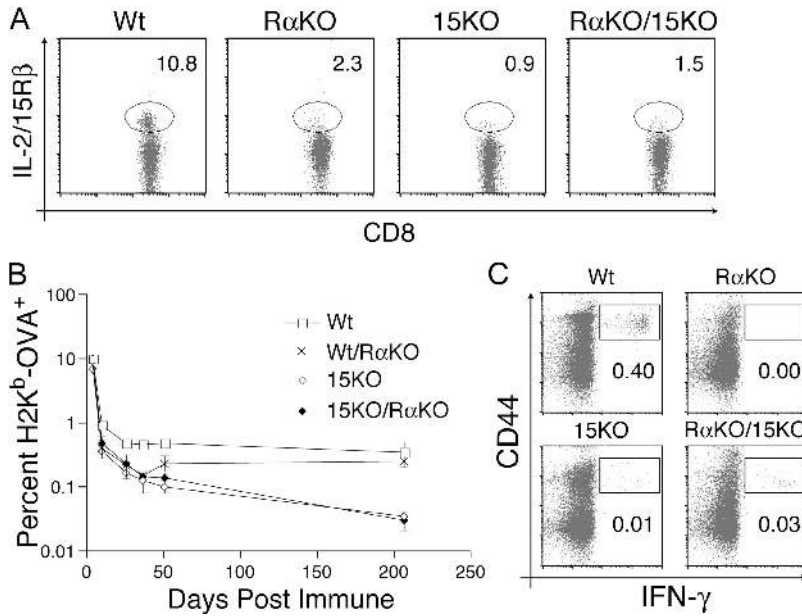 A
Wt
RαKO
15KO
RαKO/15KO
IL-2/15Rβ
10.8
2.3
0.9
1.5
CD8
B
Percent H2Kᵇ-OVA⁺
100
10
1
0.1
0.01
Wt
Wt/RαKO
15KO
15KO/RαKO
0 50 100 150 200 250
Days Post Immune
C
CD44
Wt
RαKO
0.40
0.00
15KO
RαKO/15KO
0.01
0.03
IFN-γ